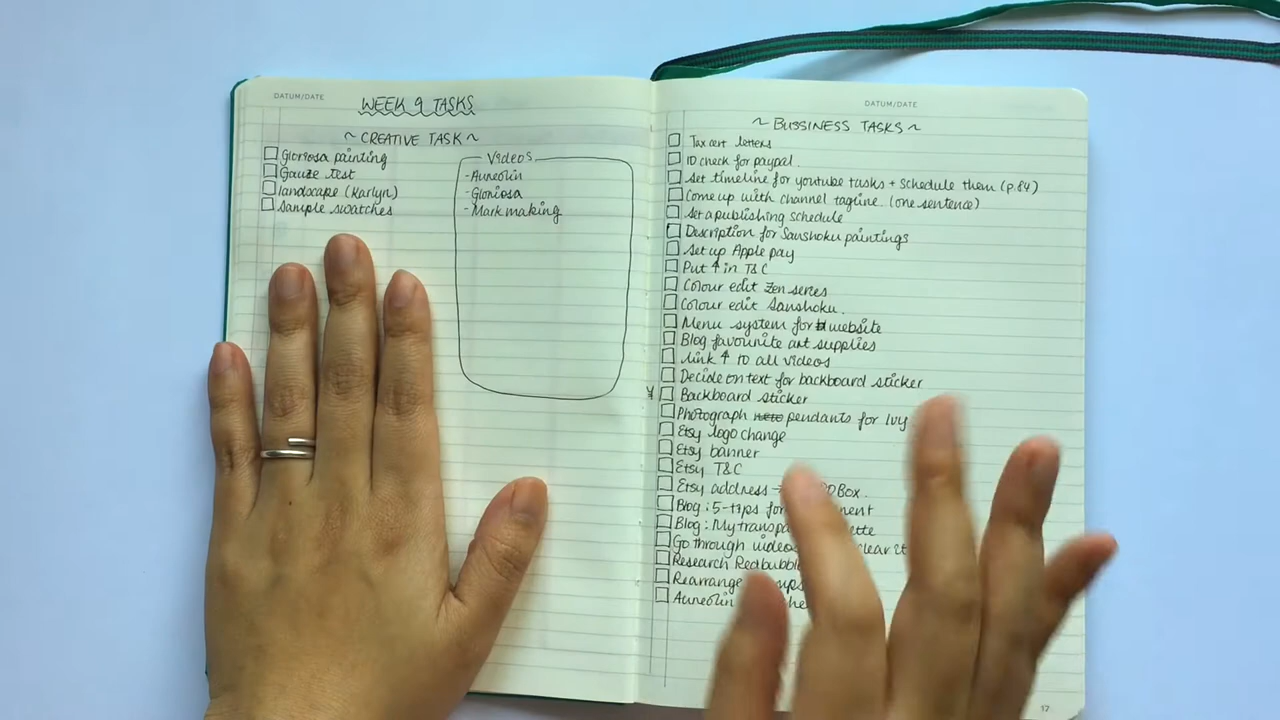 DATUM/DATE
WEEK 9 TASKS
~ CREATIVE TASK ~
Gloriosa painting
Gauze test
landscape (Karlyn)
Sample swatches
Videos
- Aureolin
- Gloriosa
- Mark making
DATUM/DATE
~ BUSSINESS TASKS ~
Tax cert letters
ID check for paypal.
Set timeline for youtube tasks + schedule them (p.84)
Come up with channel tagline (one sentence)
Set a publishing schedule
Description for Sanshoku paintings
Set up Apple pay
Put ↑ in T&C
Colour edit Zen series
Colour edit Sanshoku.
Menu system for website
Blog favourite art supplies
link ↑ to all videos
Decide on text for backboard sticker
¥ Backboard sticker
Photograph pendants for Ivy
Etsy logo change
Etsy banner
Etsy T&C
Etsy address → Box.
Blog: 5-tips for
Blog: My
Go through videos clear it
Research Redbubble
Rearrange
Aureolin
17